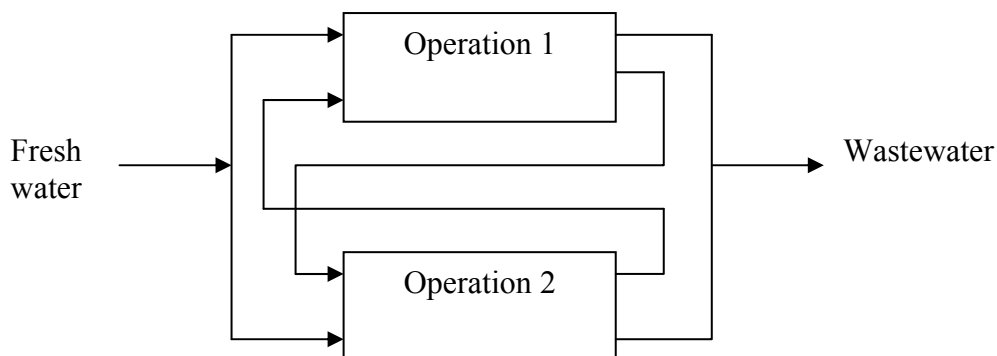 Operation 1
Fresh
water
Wastewater
Operation 2